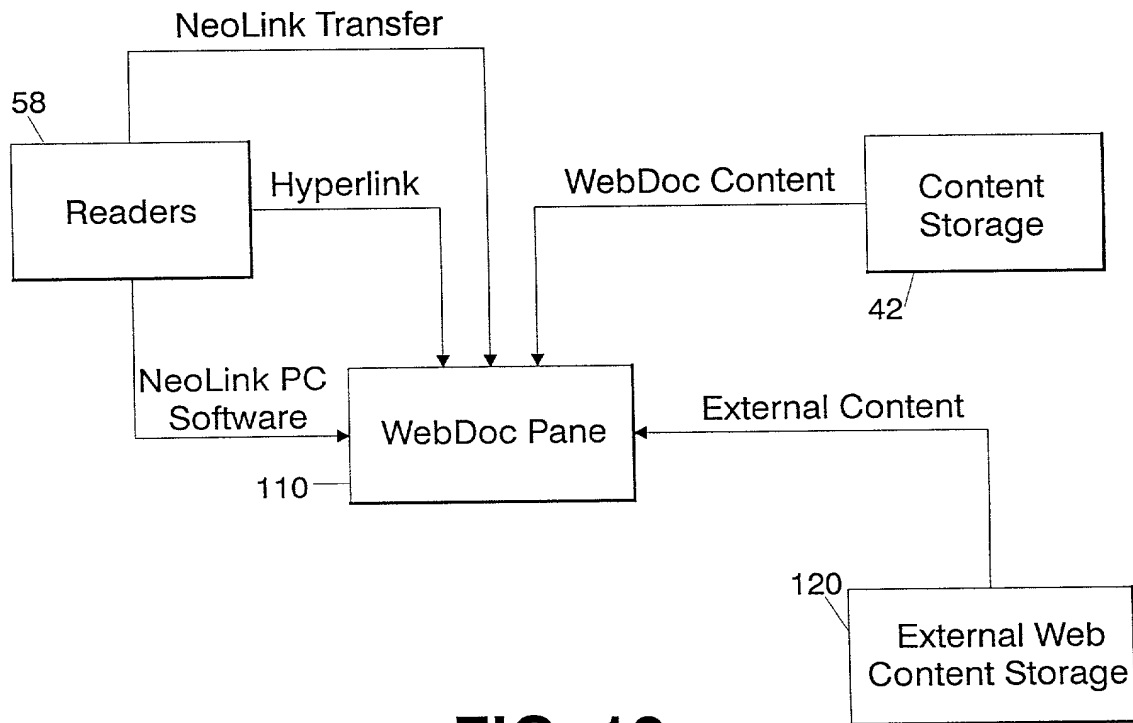 NeoLink Transfer
58
Readers
Hyperlink
WebDoc Content
Content
Storage
42
NeoLink PC
Software
WebDoc Pane
110
External Content
120
External Web
Content Storage